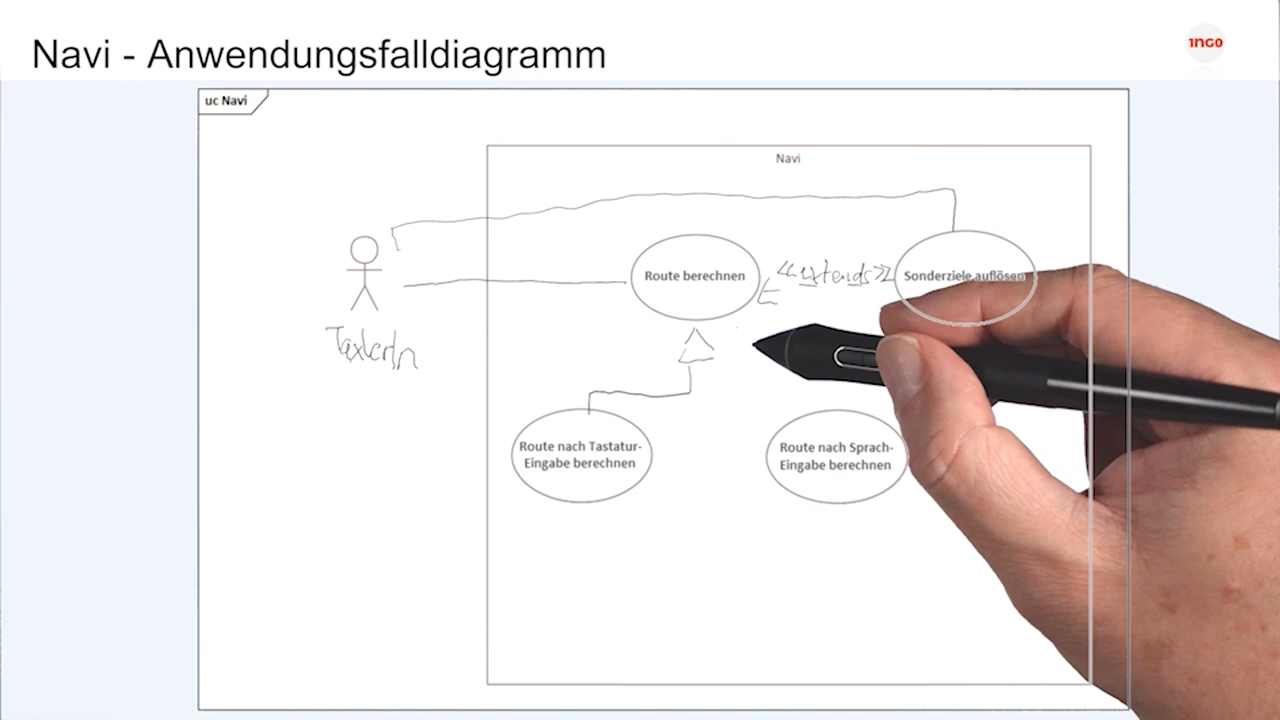 Navi - Anwendungsfalldiagramm
1NGO
uc Navi
Navi
Route berechnen
<<extends>>
Sonderziele auflösen
TaxlerIn
Route nach Tastatur-
Eingabe berechnen
Route nach Sprach-
Eingabe berechnen